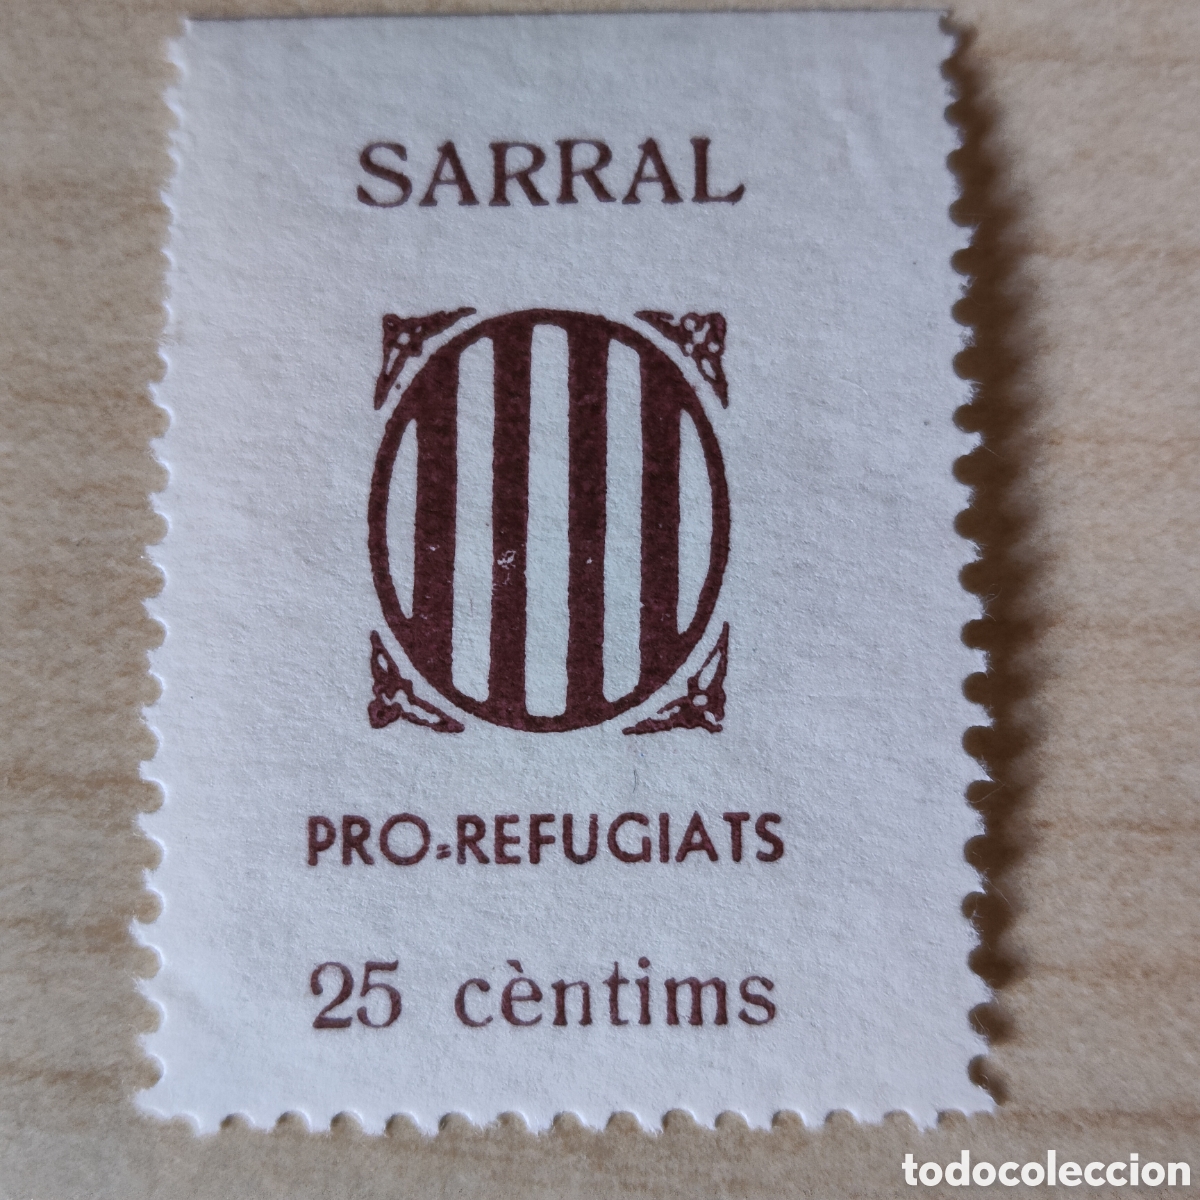 SARRAL
PRO=REFUGIATS
25 cèntims
todocoleccion